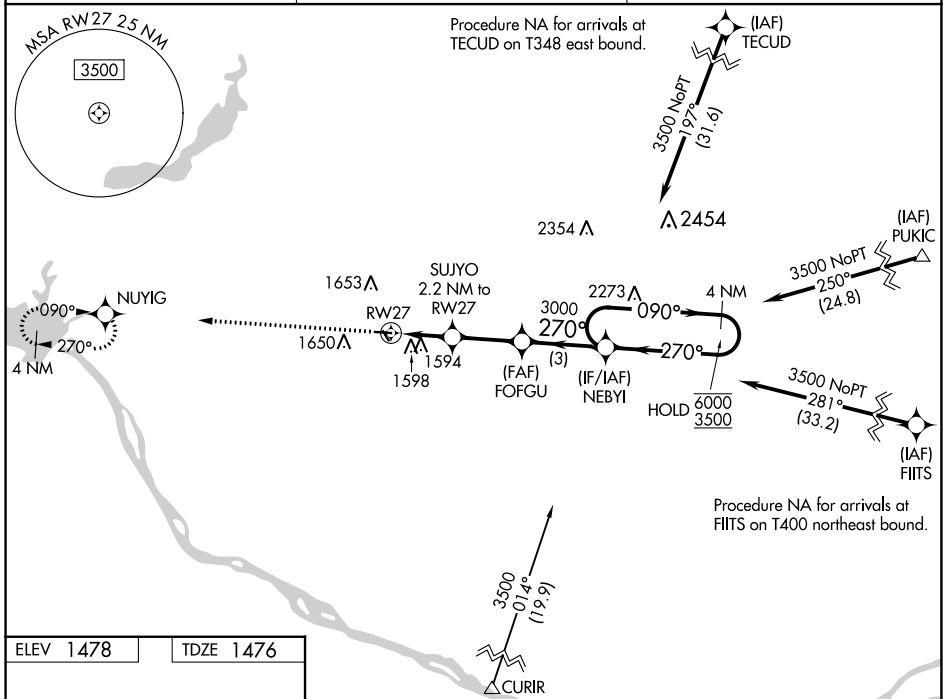 MSA RW27 25 NM
3500
Procedure NA for arrivals at
TECUD on T348 east bound.
(IAF)
TECUD
3500 NoPT
197°
(31.6)
2354
2454
(IAF)
PUKIC
3500 NoPT
250°
(24.8)
1653
SUJYO
2.2 NM to
RW27
RW27
NUYIG
090°
270°
4 NM
1650
1594
1598
3000
270°
(3)
2273
090°
4 NM
270°
(FAF)
FOFGU
(IF/IAF)
NEBYI
HOLD
6000
3500
3500 NoPT
281°
(33.2)
(IAF)
FIITS
Procedure NA for arrivals at
FIITS on T400 northeast bound.
3500
014°
(19.9)
CURIR
ELEV 1478
TDZE 1476